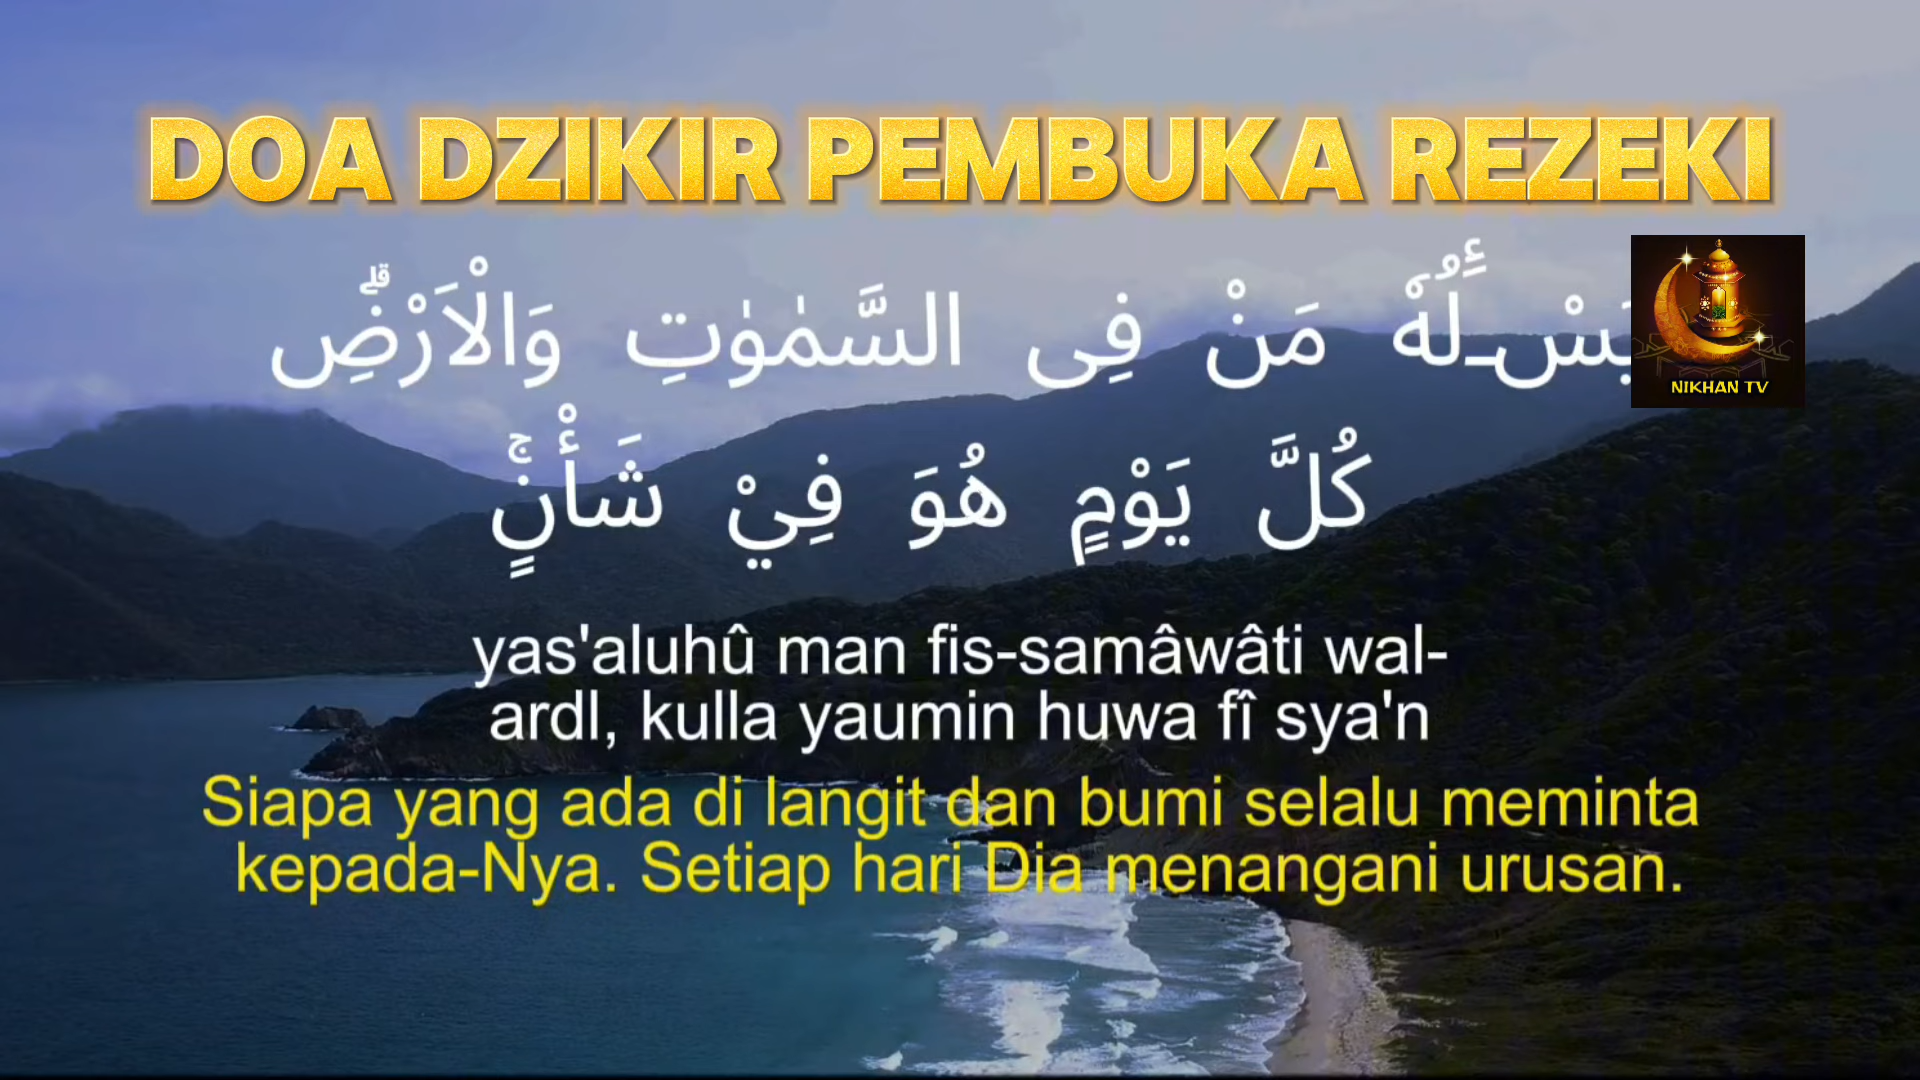 DOA DZIKIR PEMBUKA REZEKI
مَنْ فِى السَّمٰوٰتِ وَالْاَرْضِۗ
NIKHAN TV
كُلَّ يَوْمٍ هُوَ فِيْ شَأْنٍۚ
yas'aluhû man fis-samâwâti wal-
ardl, kulla yaumin huwa fî sya'n
Siapa yang ada di langit dan bumi selalu meminta
kepada-Nya. Setiap hari Dia menangani urusan.